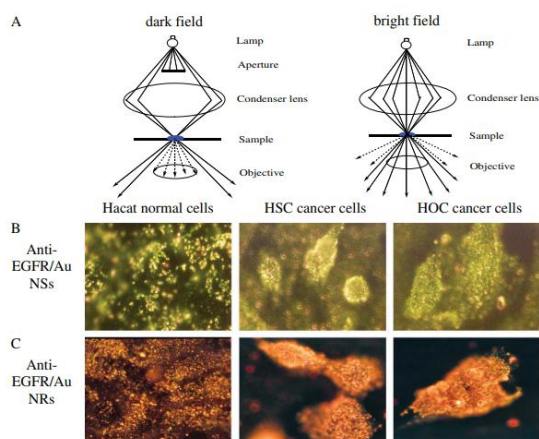 A
dark field
bright field
Lamp
Aperture
Condenser lens
Sample
Objective
Lamp
Condenser lens
Sample
Objective
Hacat normal cells
HSC cancer cells
HOC cancer cells
B
Anti-
EGFR/Au
NSs
C
Anti-
EGFR/Au
NRs